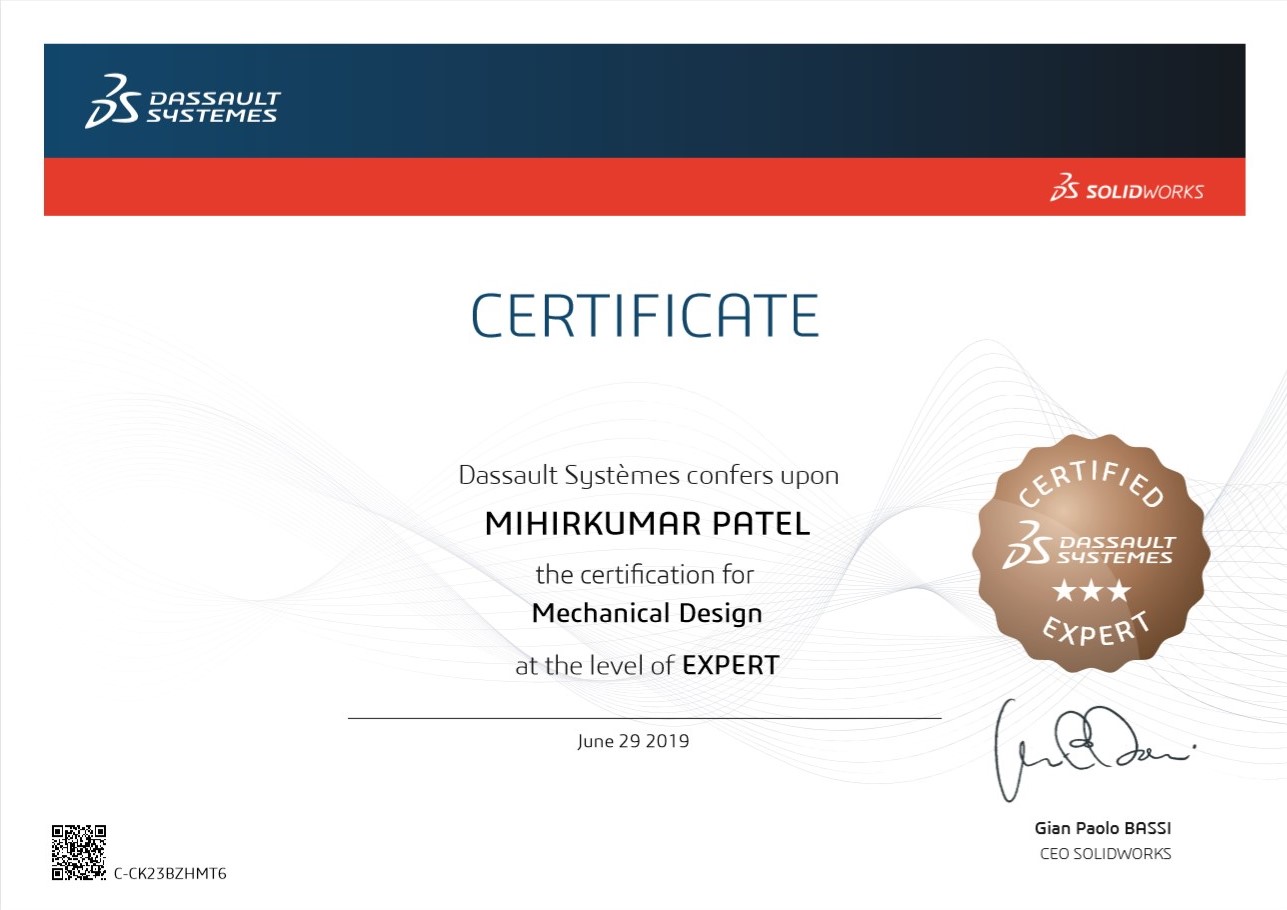 DASSAULT
SYSTEMES
SOLIDWORKS
CERTIFICATE
Dassault Systèmes confers upon
MIHIRKUMAR PATEL
the certification for
Mechanical Design
at the level of EXPERT
June 29 2019
CERTIFIED
DASSAULT
SYSTEMES
EXPERT
Gian Paolo BASSI
CEO SOLIDWORKS
C-CK23BZHMT6